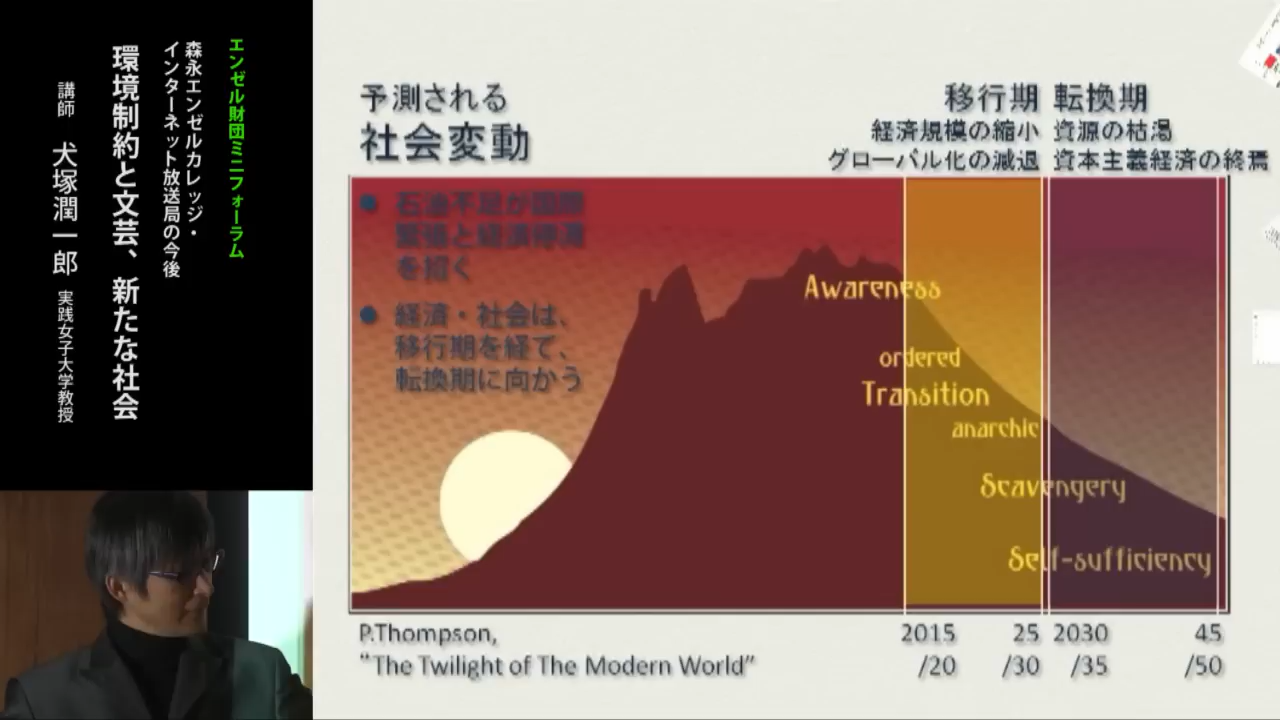 エンゼル財団ミニフォーラム
森永エンゼルカレッジ・
インターネット放送局の今後
環境制約と文芸、新たな社会
講師 犬塚潤一郎 実践女子大学教授
予測される
社会変動
移行期
経済規模の縮小
グローバル化の減退
転換期
資源の枯渇
資本主義経済の終焉
● 石油不足が国際
緊張と経済停滞
を招く
● 経済・社会は、
移行期を経て、
転換期に向かう
Awareness
ordered
Transition
anarchic
Scavengery
Self-sufficiency
P.Thompson,
"The Twilight of The Modern World"
2015 25 2030 45
/20 /30 /35 /50